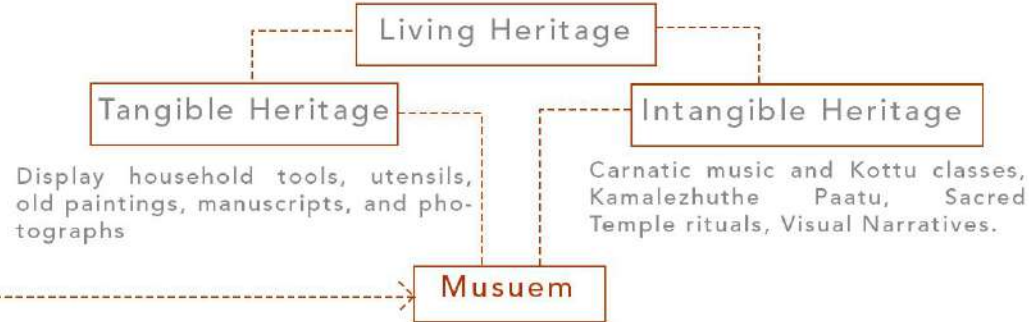 Living Heritage
Tangible Heritage
Intangible Heritage
Display household tools, utensils,
old paintings, manuscripts, and pho-
tographs
Carnatic music and Kottu classes,
Kamalezhuthe Paatu, Sacred
Temple rituals, Visual Narratives.
Musuem